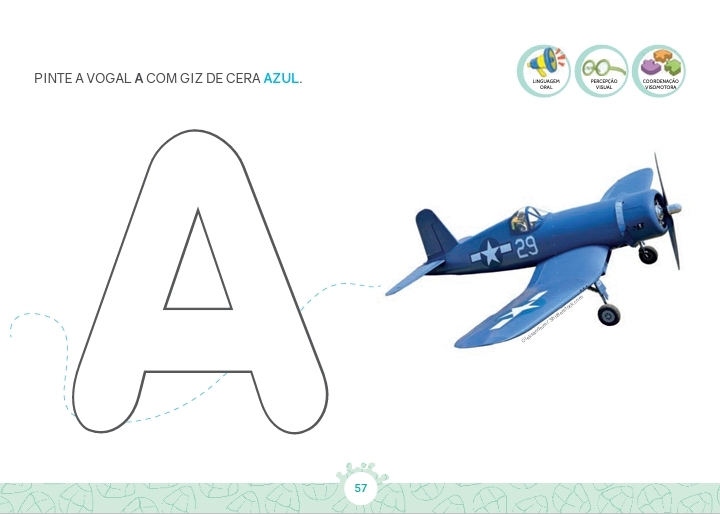 PINTE A VOGAL A COM GIZ DE CERA AZUL.
LINGUAGEM
ORAL
PERCEPÇÃO
VISUAL
COORDENAÇÃO
VISOMOTORA
A
29
57